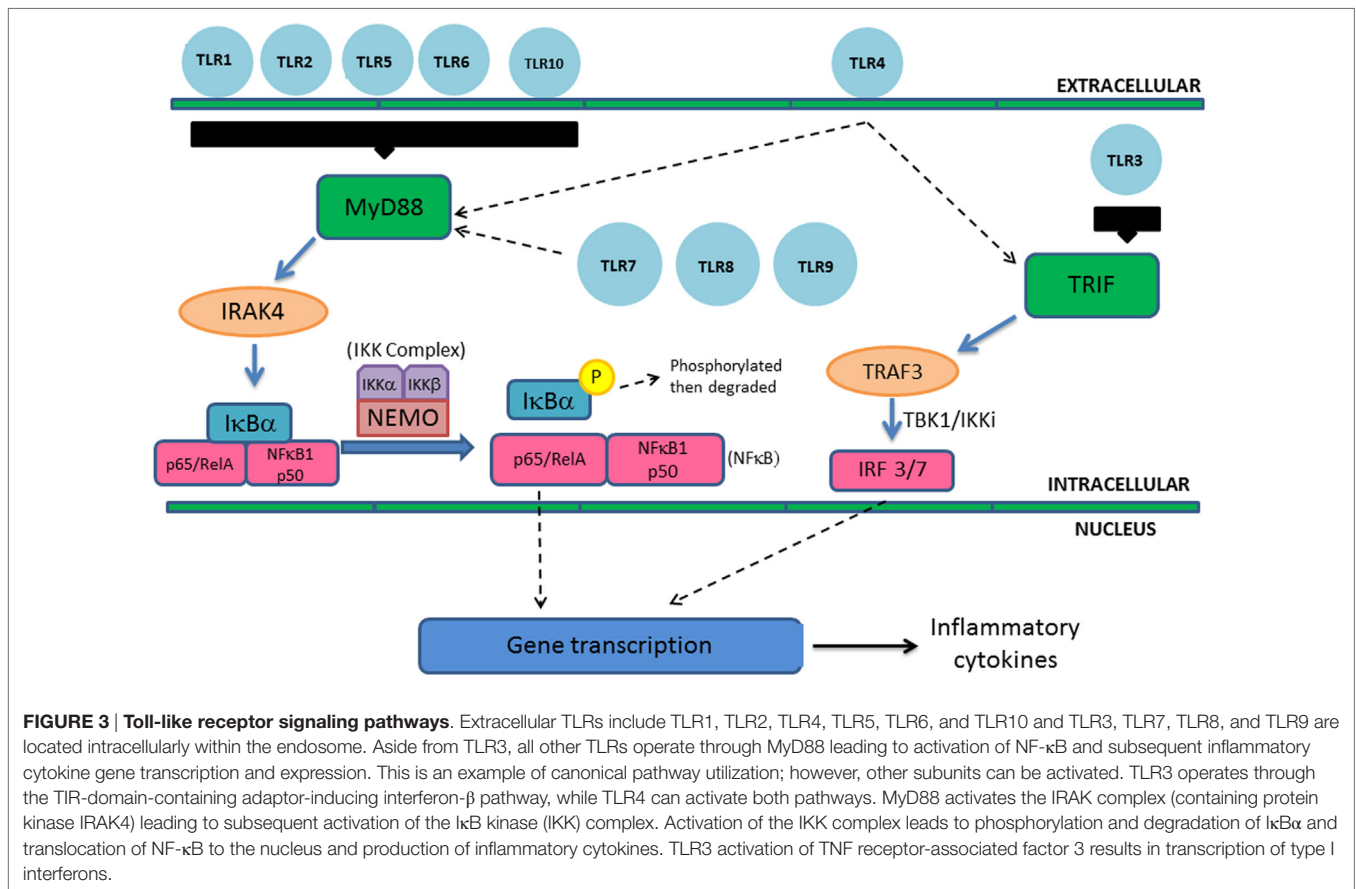 TLR1 TLR2 TLR5 TLR6 TLR10 TLR4
EXTRACELLULAR
TLR3
MyD88
TLR7 TLR8 TLR9
TRIF
IRAK4
(IKK Complex)
IKKα IKKβ
NEMO
P
Phosphorylated
then degraded
IκBα
TRAF3
TBK1/IKKi
IκBα
p65/RelA
NFκB1
p50
p65/RelA
NFκB1
p50
(NFκB)
IRF 3/7
INTRACELLULAR
NUCLEUS
Gene transcription
Inflammatory
cytokines
FIGURE 3 | Toll-like receptor signaling pathways. Extracellular TLRs include TLR1, TLR2, TLR4, TLR5, TLR6, and TLR10 and TLR3, TLR7, TLR8, and TLR9 are
located intracellularly within the endosome. Aside from TLR3, all other TLRs operate through MyD88 leading to activation of NF-κB and subsequent inflammatory
cytokine gene transcription and expression. This is an example of canonical pathway utilization; however, other subunits can be activated. TLR3 operates through
the TIR-domain-containing adaptor-inducing interferon-β pathway, while TLR4 can activate both pathways. MyD88 activates the IRAK complex (containing protein
kinase IRAK4) leading to subsequent activation of the IκB kinase (IKK) complex. Activation of the IKK complex leads to phosphorylation and degradation of IκBα and
translocation of NF-κB to the nucleus and production of inflammatory cytokines. TLR3 activation of TNF receptor-associated factor 3 results in transcription of type I
interferons.